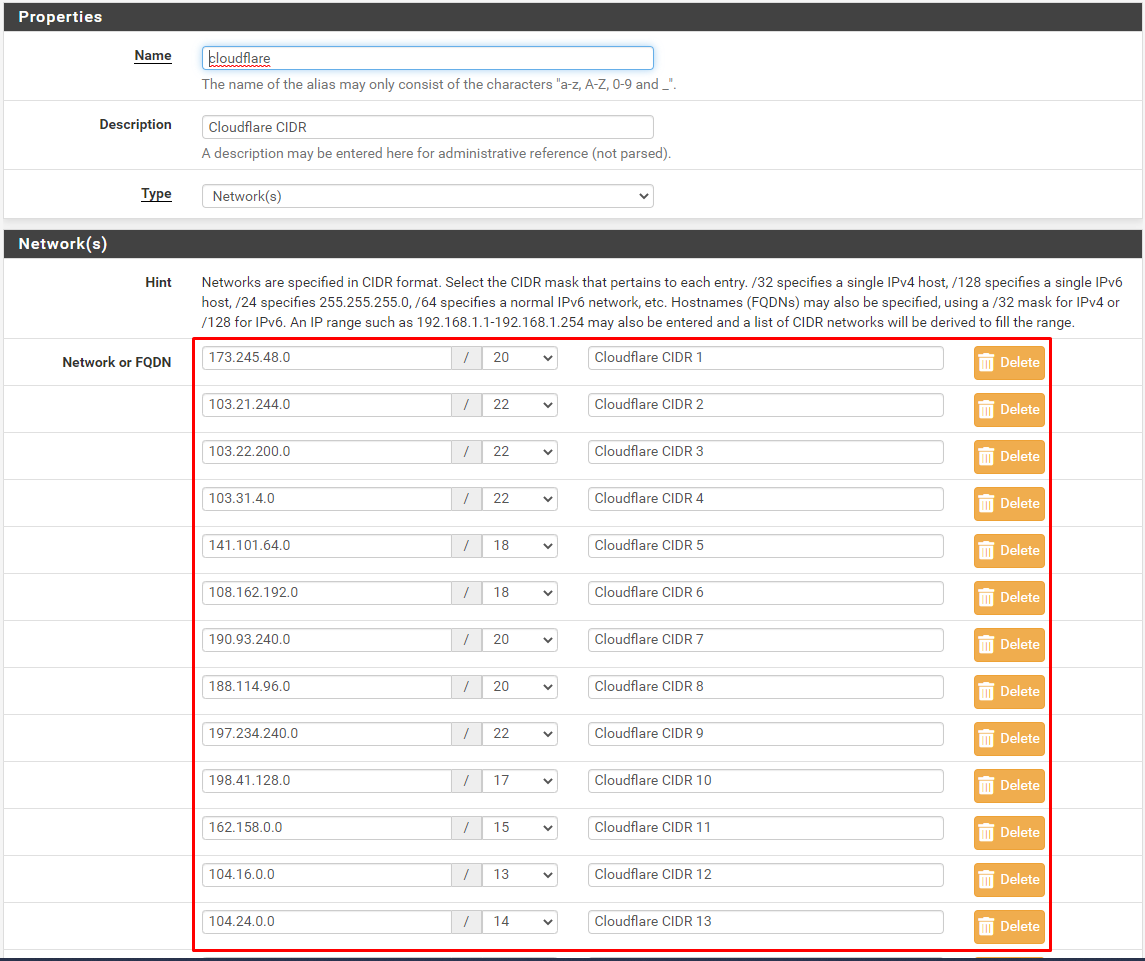 Properties
Name
cloudflare
The name of the alias may only consist of the characters "a-z, A-Z, 0-9 and _".
Description
Cloudflare CIDR
A description may be entered here for administrative reference (not parsed).
Type
Network(s)
Network(s)
Hint
Networks are specified in CIDR format. Select the CIDR mask that pertains to each entry. /32 specifies a single IPv4 host, /128 specifies a single IPv6
host, /24 specifies 255.255.255.0, /64 specifies a normal IPv6 network, etc. Hostnames (FQDNs) may also be specified, using a /32 mask for IPv4 or
/128 for IPv6. An IP range such as 192.168.1.1-192.168.1.254 may also be entered and a list of CIDR networks will be derived to fill the range.
Network or FQDN
173.245.48.0 / 20 Cloudflare CIDR 1 Delete
103.21.244.0 / 22 Cloudflare CIDR 2 Delete
103.22.200.0 / 22 Cloudflare CIDR 3 Delete
103.31.4.0 / 22 Cloudflare CIDR 4 Delete
141.101.64.0 / 18 Cloudflare CIDR 5 Delete
108.162.192.0 / 18 Cloudflare CIDR 6 Delete
190.93.240.0 / 20 Cloudflare CIDR 7 Delete
188.114.96.0 / 20 Cloudflare CIDR 8 Delete
197.234.240.0 / 22 Cloudflare CIDR 9 Delete
198.41.128.0 / 17 Cloudflare CIDR 10 Delete
162.158.0.0 / 15 Cloudflare CIDR 11 Delete
104.16.0.0 / 13 Cloudflare CIDR 12 Delete
104.24.0.0 / 14 Cloudflare CIDR 13 Delete